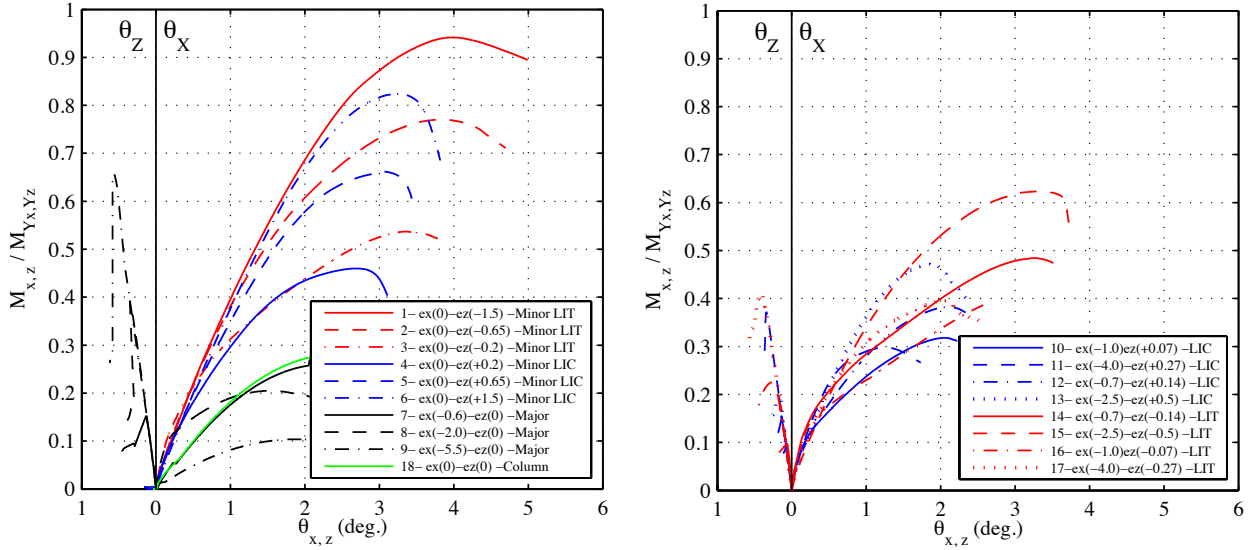 1
0.9
0.8
0.7
0.6
0.5
0.4
0.3
0.2
0.1
0
M x, z / M Yx,Yz
θZ θX
1– ex(0)–ez(−1.5) –Minor LIT
2– ex(0)–ez(−0.65) –Minor LIT
3– ex(0)–ez(−0.2) –Minor LIT
4– ex(0)–ez(+0.2) –Minor LIC
5– ex(0)–ez(+0.65) –Minor LIC
6– ex(0)–ez(+1.5) –Minor LIC
7– ex(−0.6)–ez(0) –Major
8– ex(−2.0)–ez(0) –Major
9– ex(−5.5)–ez(0) –Major
18– ex(0)–ez(0) –Column
1 0 1 2 3 4 5 6
θx, z (deg.)
1
0.9
0.8
0.7
0.6
0.5
0.4
0.3
0.2
0.1
0
M x, z / M Yx,Yz
θZ θX
10– ex(−1.0)ez(+0.07) –LIC
11– ex(−4.0)–ez(+0.27) –LIC
12– ex(−0.7)–ez(+0.14) –LIC
13– ex(−2.5)–ez(+0.5) –LIC
14– ex(−0.7)–ez(−0.14) –LIT
15– ex(−2.5)–ez(−0.5) –LIT
16– ex(−1.0)ez(−0.07) –LIT
17–ex(−4.0)–ez(−0.27) –LIT
1 0 1 2 3 4 5 6
θx, z (deg.)